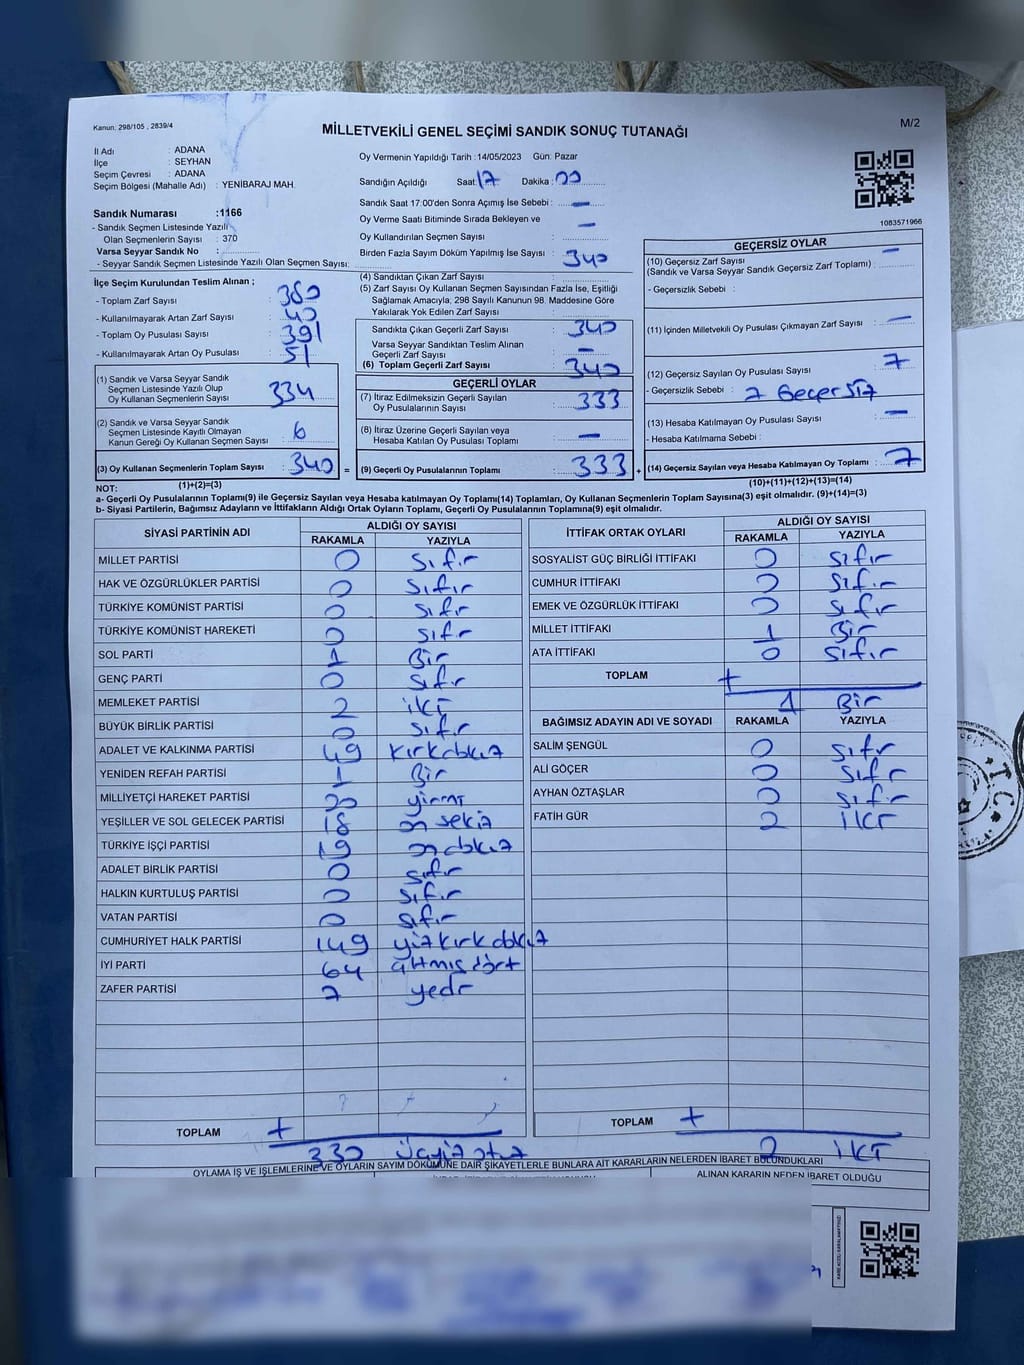 Kanun: 298/105 , 2839/4
M/2
MİLLETVEKİLİ GENEL SEÇİMİ SANDIK SONUÇ TUTANAĞI
İl Adı : ADANA
İlçe : SEYHAN
Seçim Çevresi : ADANA
Seçim Bölgesi (Mahalle Adı) : YENİBARAJ MAH.
Sandık Numarası :1166
- Sandık Seçmen Listesinde Yazılı
Olan Seçmenlerin Sayısı : 370
Varsa Seyyar Sandık No :
- Seyyar Sandık Seçmen Listesinde Yazılı Olan Seçmen Sayısı:
Oy Vermenin Yapıldığı Tarih :14/05/2023 Gün: Pazar
Sandığın Açıldığı Saat: 17 Dakika : 00
Sandık Saat 17:00'den Sonra Açımış İse Sebebi : –
Oy Verme Saati Bitiminde Sırada Bekleyen ve
Oy Kullandırılan Seçmen Sayısı : –
Birden Fazla Sayım Döküm Yapılmış İse Sayısı : 340
1083571966
İlçe Seçim Kurulundan Teslim Alınan ;
- Toplam Zarf Sayısı : 380
- Kullanılmayarak Artan Zarf Sayısı : 40
- Toplam Oy Pusulası Sayısı : 391
- Kullanılmayarak Artan Oy Pusulası : 51
(1) Sandık ve Varsa Seyyar Sandık
Seçmen Listesinde Yazılı Olup
Oy Kullanan Seçmenlerin Sayısı : 334
(2) Sandık ve Varsa Seyyar Sandık
Seçmen Listesinde Kayıtlı Olmayan
Kanun Gereği Oy Kullanan Seçmen Sayısı : 6
(3) Oy Kullanan Seçmenlerin Toplam Sayısı : 340 =
(1)+(2)=(3)
(4) Sandıktan Çıkan Zarf Sayısı :
(5) Zarf Sayısı Oy Kullanan Seçmen Sayısından Fazla İse, Eşitliği
Sağlamak Amacıyla, 298 Sayılı Kanunun 98. Maddesine Göre
Yakılarak Yok Edilen Zarf Sayısı :
Sandıkta Çıkan Geçerli Zarf Sayısı : 340
Varsa Seyyar Sandıktan Teslim Alınan
Geçerli Zarf Sayısı : –
(6) Toplam Geçerli Zarf Sayısı : 340
GEÇERLİ OYLAR
(7) İtiraz Edilmeksizin Geçerli Sayılan
Oy Pusulalarının Sayısı : 333
(8) İtiraz Üzerine Geçerli Sayılan veya
Hesaba Katılan Oy Pusulası Toplamı : –
(9) Geçerli Oy Pusulalarının Toplamı : 333 +
GEÇERSİZ OYLAR
(10) Geçersiz Zarf Sayısı –
(Sandık ve Varsa Seyyar Sandık Geçersiz Zarf Toplamı) :
- Geçersizlik Sebebi :
(11) İçinden Milletvekili Oy Pusulası Çıkmayan Zarf Sayısı : –
(12) Geçersiz Sayılan Oy Pusulası Sayısı : 7
- Geçersizlik Sebebi : 7 Geçersiz
(13) Hesaba Katılmayan Oy Pusulası Sayısı : –
- Hesaba Katılmama Sebebi :
(14) Geçersiz Sayılan veya Hesaba Katılmayan Oy Toplamı : 7
(10)+(11)+(12)+(13)=(14)
NOT:
a- Geçerli Oy Pusulalarının Toplamı(9) ile Geçersiz Sayılan veya Hesaba Katılmayan Oy Toplamı(14) Toplamları, Oy Kullanan Seçmenlerin Toplam Sayısına(3) eşit olmalıdır. (9)+(14)=(3)
b- Siyasi Partilerin, Bağımsız Adayların ve İttifakların Aldığı Ortak Oyların Toplamı, Geçerli Oy Pusulalarının Toplamına(9) eşit olmalıdır.
SİYASİ PARTİNİN ADI ALDIĞI OY SAYISI
RAKAMLA YAZIYLA
MİLLET PARTİSİ 0 sıfır
HAK VE ÖZGÜRLÜKLER PARTİSİ 0 sıfır
TÜRKİYE KOMÜNİST PARTİSİ 0 sıfır
TÜRKİYE KOMÜNİST HAREKETİ 0 sıfr
SOL PARTİ 1 Bir
GENÇ PARTİ 0 sıfır
MEMLEKET PARTİSİ 2 iki
BÜYÜK BİRLİK PARTİSİ 0 sıfır
ADALET VE KALKINMA PARTİSİ 49 kırkdokuz
YENİDEN REFAH PARTİSİ 1 Bir
MİLLİYETÇİ HAREKET PARTİSİ 20 yirmi
YEŞİLLER VE SOL GELECEK PARTİSİ 18 on sekiz
TÜRKİYE İŞÇİ PARTİSİ 19 ondokuz
ADALET BİRLİK PARTİSİ 0 sıfır
HALKIN KURTULUŞ PARTİSİ 0 sıfır
VATAN PARTİSİ 0 sıfır
CUMHURİYET HALK PARTİSİ 149 yüzkırkdokuz
İYİ PARTİ 64 altmışdört
ZAFER PARTİSİ 7 yedi
TOPLAM +
330 üçyüzotuz
İTTİFAK ORTAK OYLARI ALDIĞI OY SAYISI
RAKAMLA YAZIYLA
SOSYALİST GÜÇ BİRLİĞİ İTTİFAKI 0 sıfır
CUMHUR İTTİFAKI 0 sıfır
EMEK VE ÖZGÜRLÜK İTTİFAKI 0 sıfır
MİLLET İTTİFAKI 1 Bir
ATA İTTİFAKI 0 sıfır
TOPLAM +
1 Bir
BAĞIMSIZ ADAYIN ADI VE SOYADI RAKAMLA YAZIYLA
SALİM ŞENGÜL 0 sıfır
ALİ GÖÇER 0 sıfır
AYHAN ÖZTAŞLAR 0 sıfır
FATİH GÜR 2 iki
TOPLAM +
2 iki
OYLAMA İŞ VE İŞLEMLERİNE VE OYLARIN SAYIM DÖKÜMÜNE DAİR ŞİKAYETLERLE BUNLARA AİT KARARLARIN NELERDEN İBARET BULUNDUKLARI
ALINAN KARARIN NEDEN İBARET OLDUĞU
T.C.